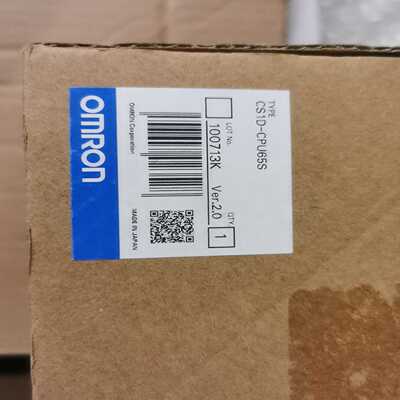 TYPE
CS1D-CPU65S
LOT No.
100713K Ver.2.0
QTY.
1
OMRON
OMRON Corporation
MADE IN JAPAN